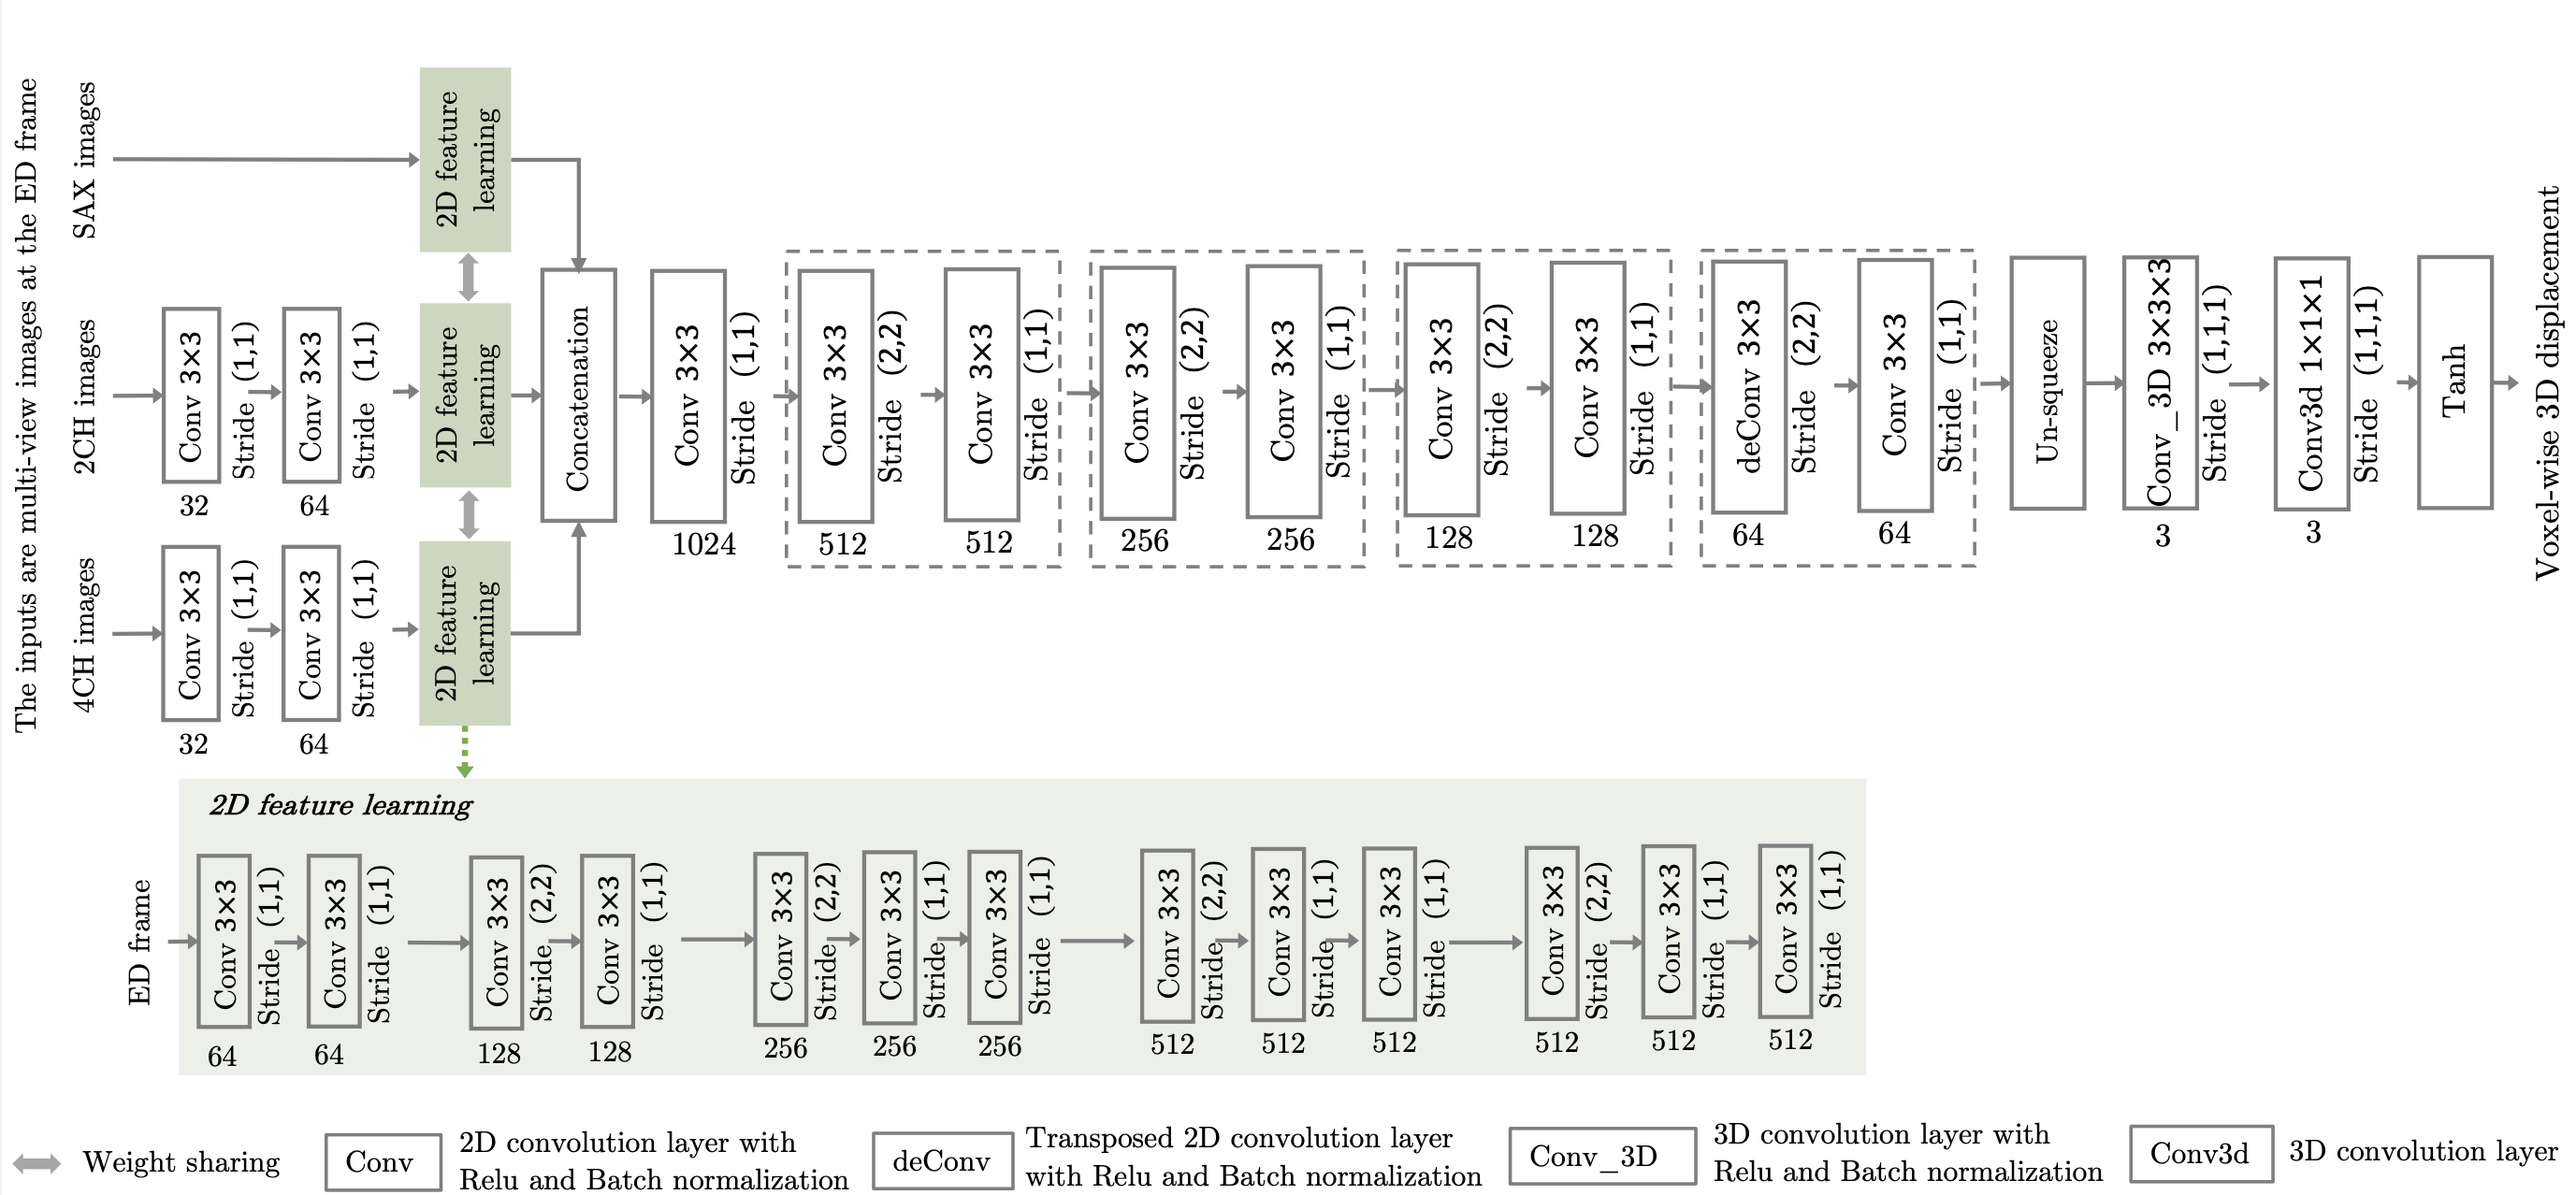 The inputs are multi-view images at the ED frame
SAX images
2D feature
learning
2CH images
Conv 3×3
Stride (1,1)
32
Conv 3×3
Stride (1,1)
64
2D feature
learning
4CH images
Conv 3×3
Stride (1,1)
32
Conv 3×3
Stride (1,1)
64
2D feature
learning
Concatenation
Conv 3×3
Stride (1,1)
1024
Conv 3×3
Stride (2,2)
512
Conv 3×3
Stride (1,1)
512
Conv 3×3
Stride (2,2)
256
Conv 3×3
Stride (1,1)
256
Conv 3×3
Stride (2,2)
128
Conv 3×3
Stride (1,1)
128
deConv 3×3
Stride (2,2)
64
Conv 3×3
Stride (1,1)
64
Un-squeeze
Conv_3D 3×3×3
Stride (1,1,1)
3
Conv3d 1×1×1
Stride (1,1,1)
3
Tanh
Voxel-wise 3D displacement
2D feature learning
ED frame
Conv 3×3
Stride (1,1)
64
Conv 3×3
Stride (1,1)
64
Conv 3×3
Stride (2,2)
128
Conv 3×3
Stride (1,1)
128
Conv 3×3
Stride (2,2)
256
Conv 3×3
Stride (1,1)
256
Conv 3×3
Stride (1,1)
256
Conv 3×3
Stride (2,2)
512
Conv 3×3
Stride (1,1)
512
Conv 3×3
Stride (1,1)
512
Conv 3×3
Stride (2,2)
512
Conv 3×3
Stride (1,1)
512
Conv 3×3
Stride (1,1)
512
Weight sharing
Conv
2D convolution layer with
Relu and Batch normalization
deConv
Transposed 2D convolution layer
with Relu and Batch normalization
Conv_3D
3D convolution layer with
Relu and Batch normalization
Conv3d
3D convolution layer